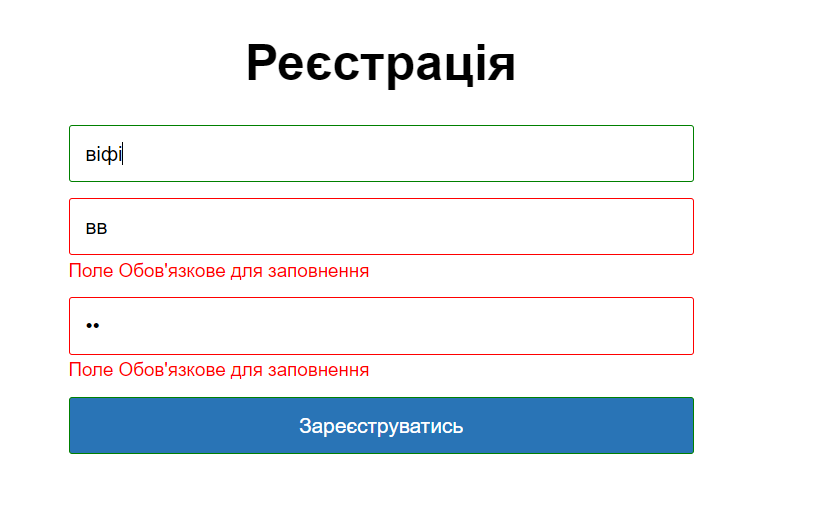 Реєстрація
віфі
вв
Поле Обов'язкове для заповнення
••
Поле Обов'язкове для заповнення
Зареєструватись